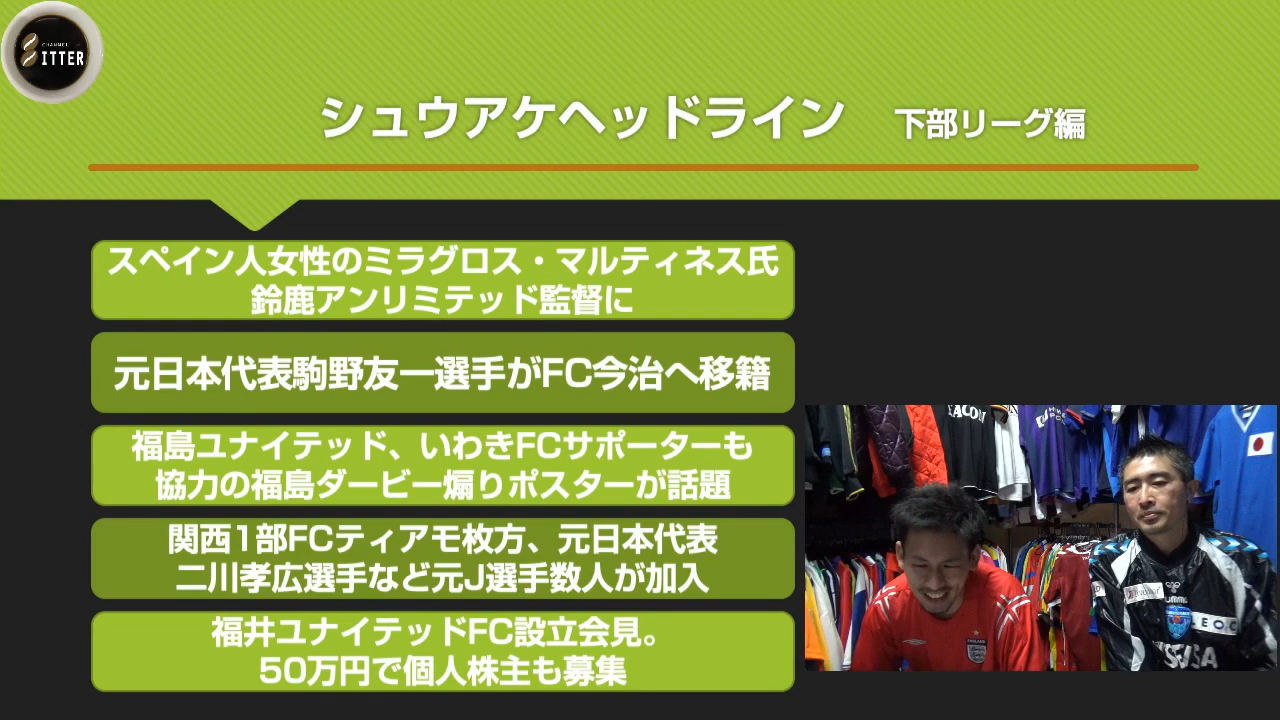 CHANNEL
ITTER
シュウアケヘッドライン 下部リーグ編
スペイン人女性のミラグロス・マルティネス氏
鈴鹿アンリミテッド監督に
元日本代表駒野友一選手がFC今治へ移籍
福島ユナイテッド、いわきFCサポーターも
協力の福島ダービー煽りポスターが話題
関西1部FCティアモ枚方、元日本代表
二川孝広選手など元J選手数人が加入
福井ユナイテッドFC設立会見。
50万円で個人株主も募集
ENGLAND
LEOC